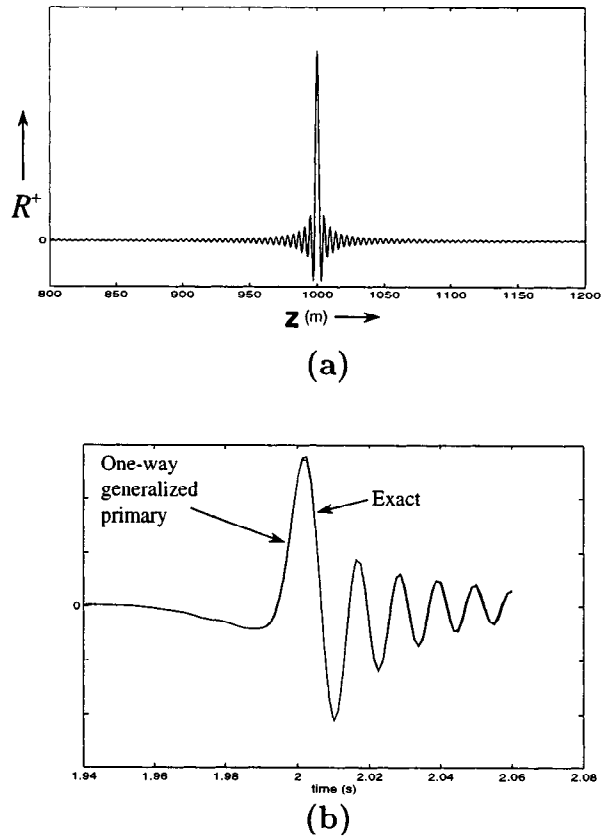 R+
0
800 850 900 950 1000 1050 1100 1150 1200
z (m)
(a)
One-way
generalized
primary
Exact
0
1.94 1.96 1.98 2 2.02 2.04 2.06 2.08
time (s)
(b)